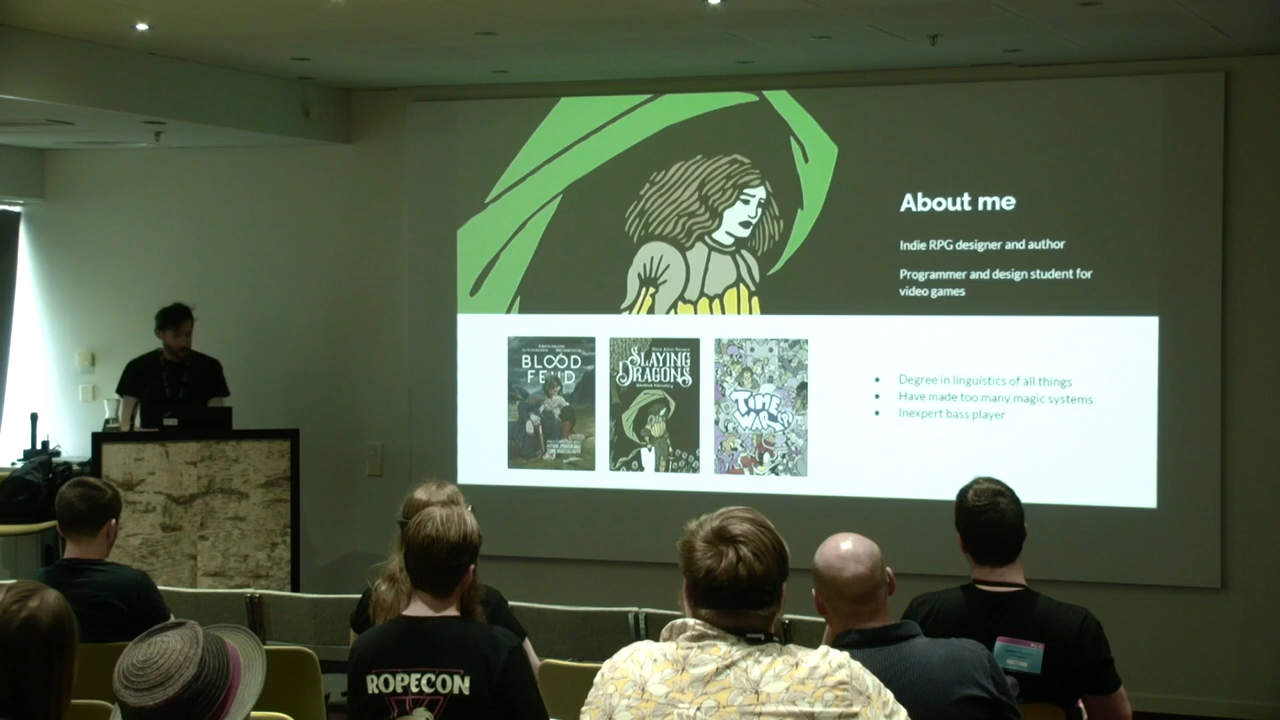 About me
Indie RPG designer and author
Programmer and design student for
video games
BLOOD
FEUD
SLAYING
DRAGONS
TIME
WAR
Degree in linguistics of all things
Have made too many magic systems
Inexpert bass player
ROPECON